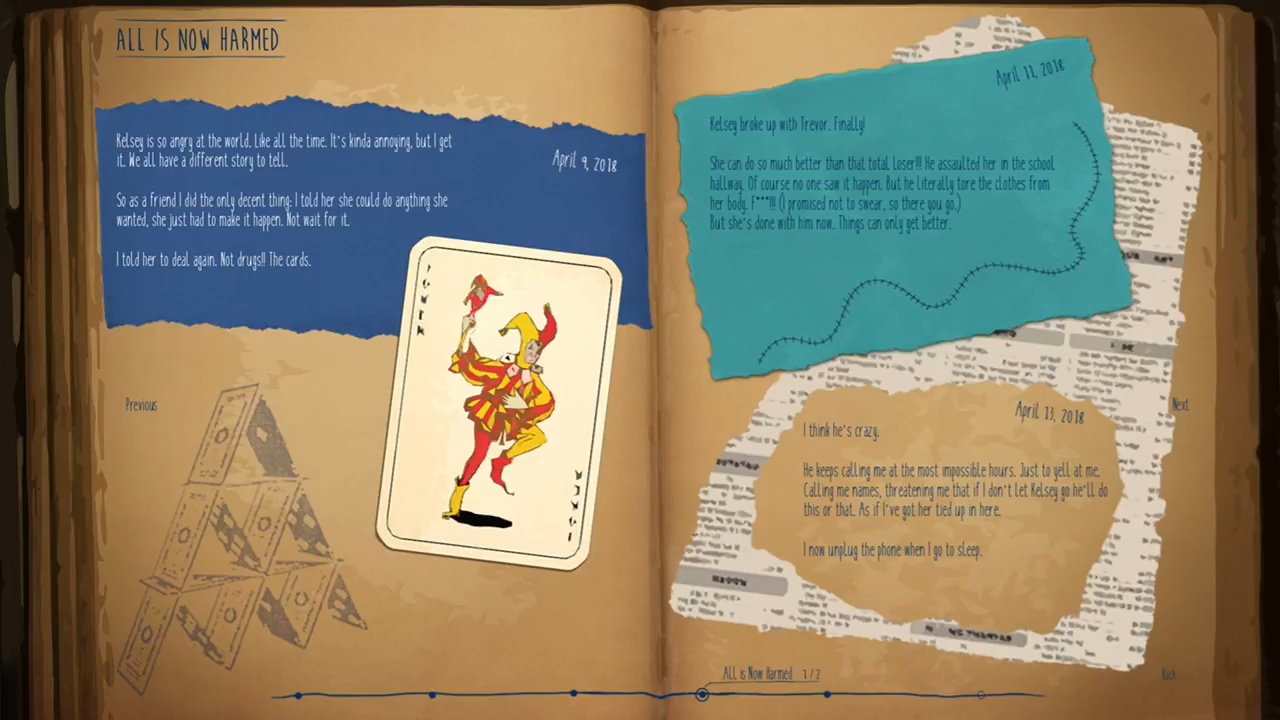 ALL IS NOW HARMED
Kelsey is so angry at the world. Like all the time. It's kinda annoying, but I get
it. We all have a different story to tell.
April 9, 2018
So as a friend I did the only decent thing: I told her she could do anything she
wanted, she just had to make it happen. Not wait for it.
I told her to deal again. Not drugs!! The cards.
JOKER
JOKER
Previous
April 11, 2018
Kelsey broke up with Trevor. Finally!
She can do so much better than that total loser!!! He assaulted her in the school
hallway. Of course no one saw it happen. But he literally tore the clothes from
her body. F***!!! (I promised not to swear, so there you go.)
But she's done with him now. Things can only get better.
April 13, 2018
I think he's crazy.
He keeps calling me at the most impossible hours. Just to yell at me.
Calling me names, threatening me that if I don't let Kelsey go he'll do
this or that. As if I've got her tied up in here.
I now unplug the phone when I go to sleep.
Next
ALL is Now Harmed 1/2
Back